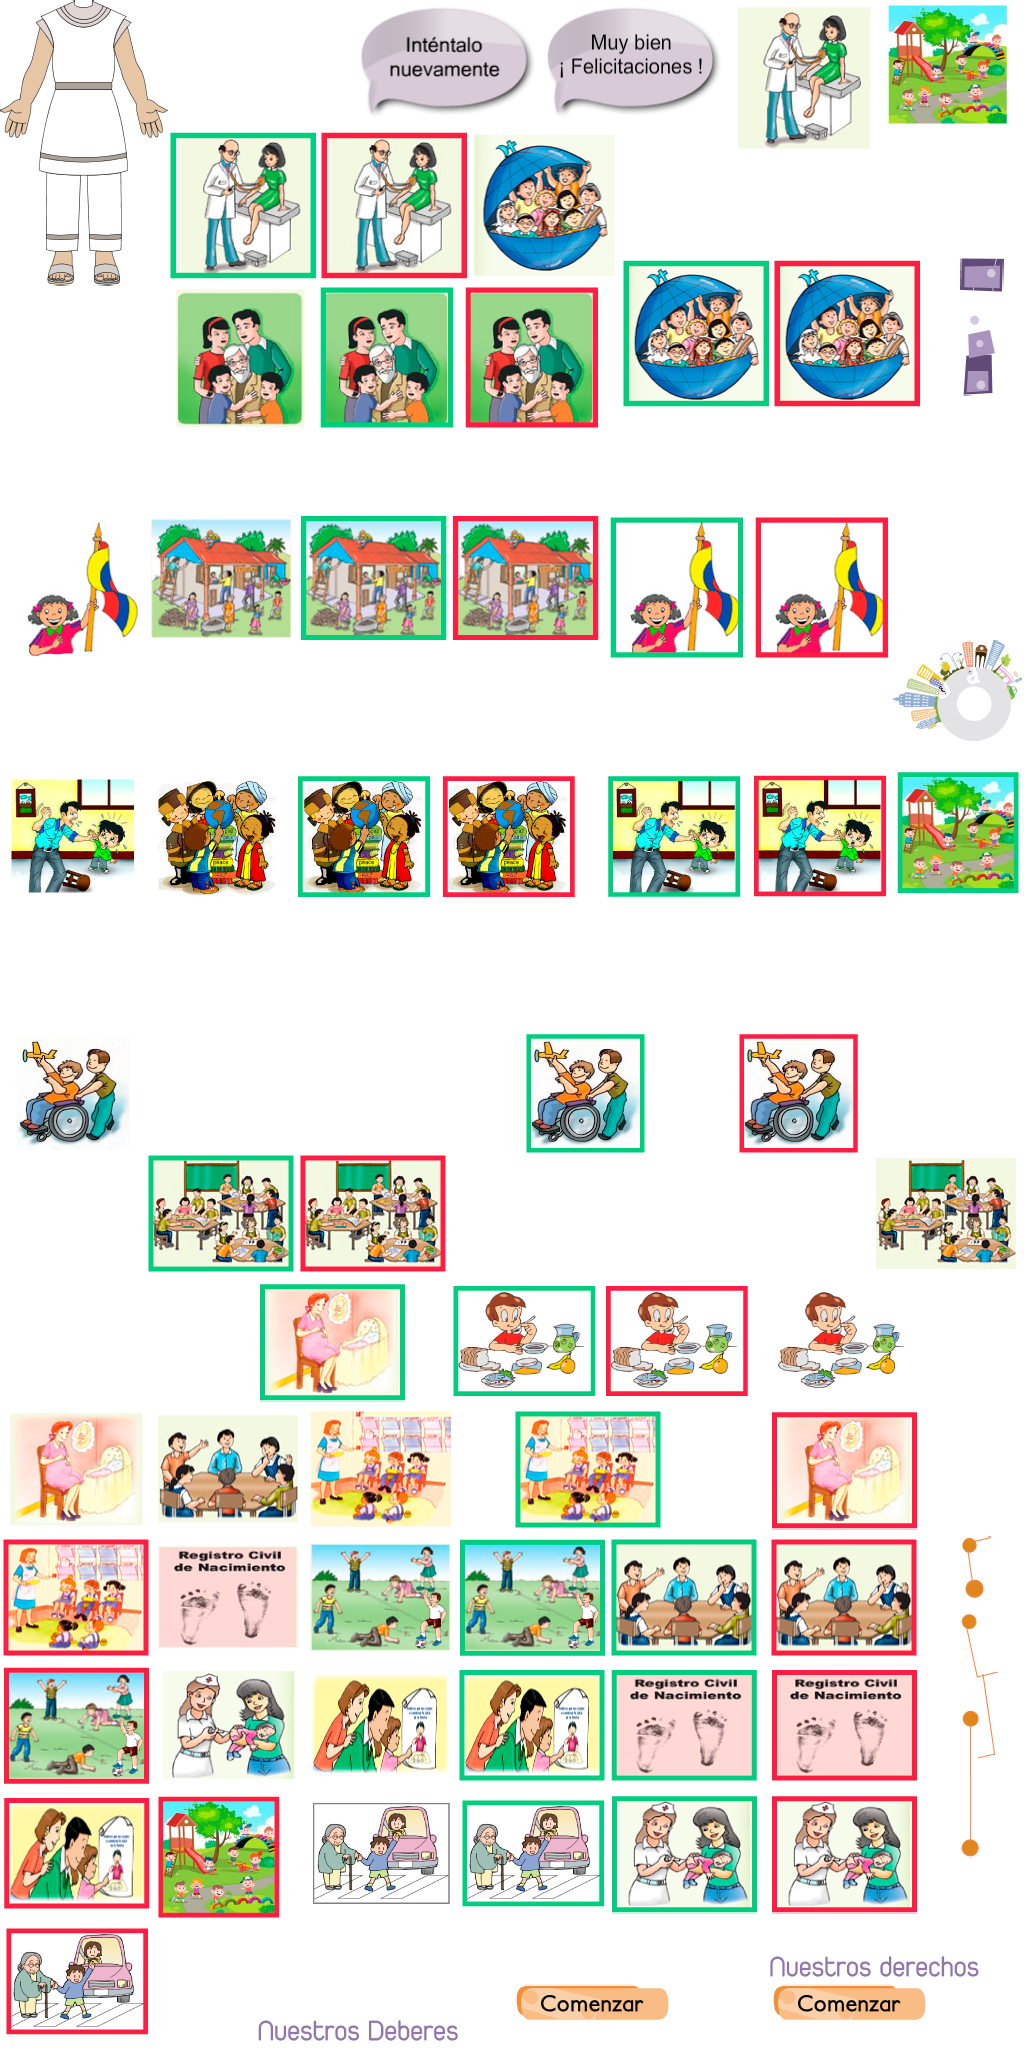 Inténtalo
nuevamente
Muy bien
¡ Felicitaciones !
peace
peace
peace
Registro Civil
de Nacimiento
Registro Civil
de Nacimiento
Registro Civil
de Nacimiento
Nuestros derechos
Comenzar
Comenzar
Nuestros Deberes